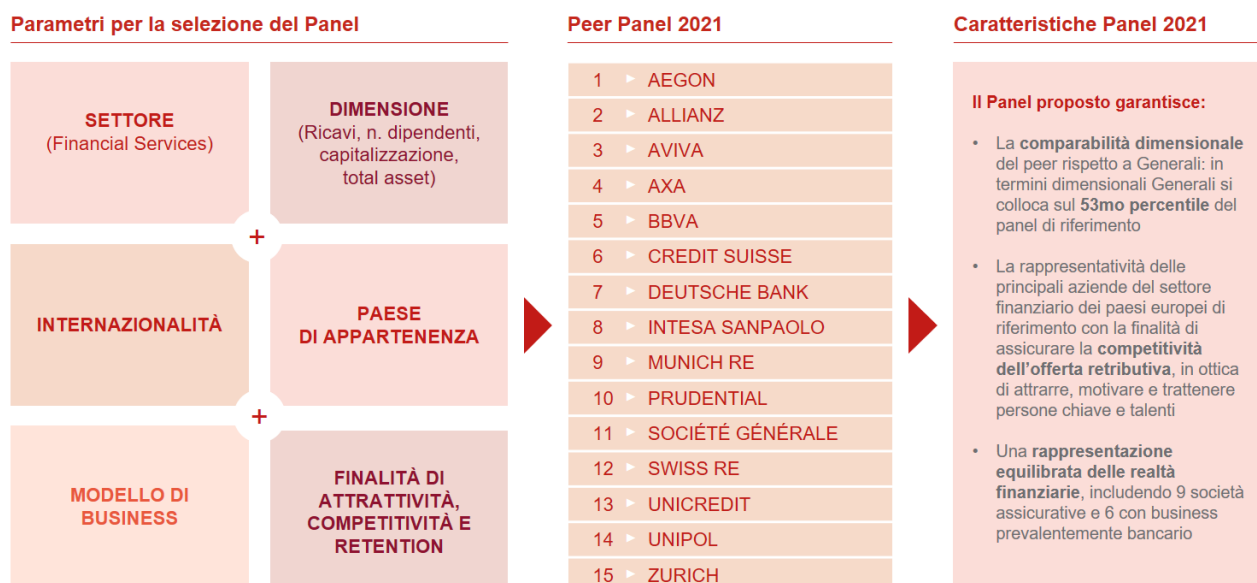 Parametri per la selezione del Panel
SETTORE
(Financial Services)
DIMENSIONE
(Ricavi, n. dipendenti,
capitalizzazione,
total asset)
+
INTERNAZIONALITÀ
PAESE
DI APPARTENENZA
+
MODELLO DI
BUSINESS
FINALITÀ DI
ATTRATTIVITÀ,
COMPETITIVITÀ E
RETENTION
Peer Panel 2021
1 AEGON
2 ALLIANZ
3 AVIVA
4 AXA
5 BBVA
6 CREDIT SUISSE
7 DEUTSCHE BANK
8 INTESA SANPAOLO
9 MUNICH RE
10 PRUDENTIAL
11 SOCIÉTÉ GÉNÉRALE
12 SWISS RE
13 UNICREDIT
14 UNIPOL
15 ZURICH
Caratteristiche Panel 2021
Il Panel proposto garantisce:
• La comparabilità dimensionale
del peer rispetto a Generali: in
termini dimensionali Generali si
colloca sul 53mo percentile del
panel di riferimento
• La rappresentatività delle
principali aziende del settore
finanziario dei paesi europei di
riferimento con la finalità di
assicurare la competitività
dell'offerta retributiva, in ottica
di attrarre, motivare e trattenere
persone chiave e talenti
• Una rappresentazione
equilibrata delle realtà
finanziarie, includendo 9 società
assicurative e 6 con business
prevalentemente bancario